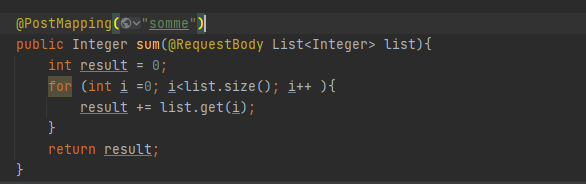 @PostMapping("somme")
public Integer sum(@RequestBody List<Integer> list){
    int result = 0;
    for (int i =0; i<list.size(); i++ ){
        result += list.get(i);
    }
    return result;
}